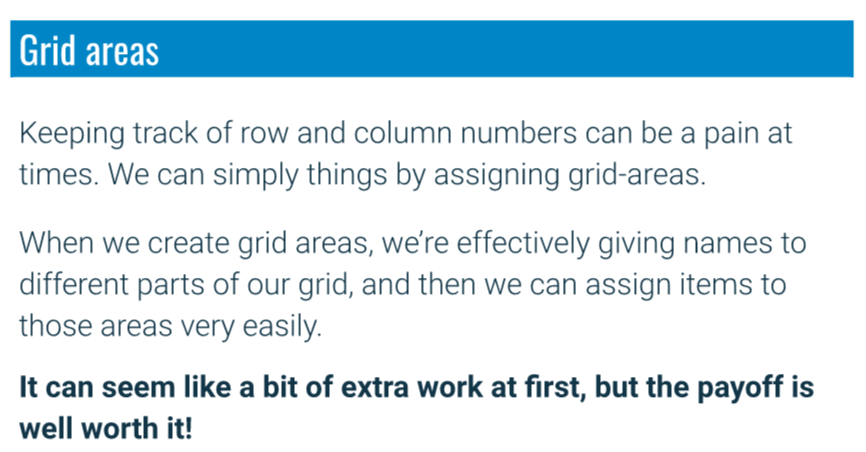 Grid areas
Keeping track of row and column numbers can be a pain at
times. We can simply things by assigning grid-areas.
When we create grid areas, we're effectively giving names to
different parts of our grid, and then we can assign items to
those areas very easily.
It can seem like a bit of extra work at first, but the payoff is
well worth it!